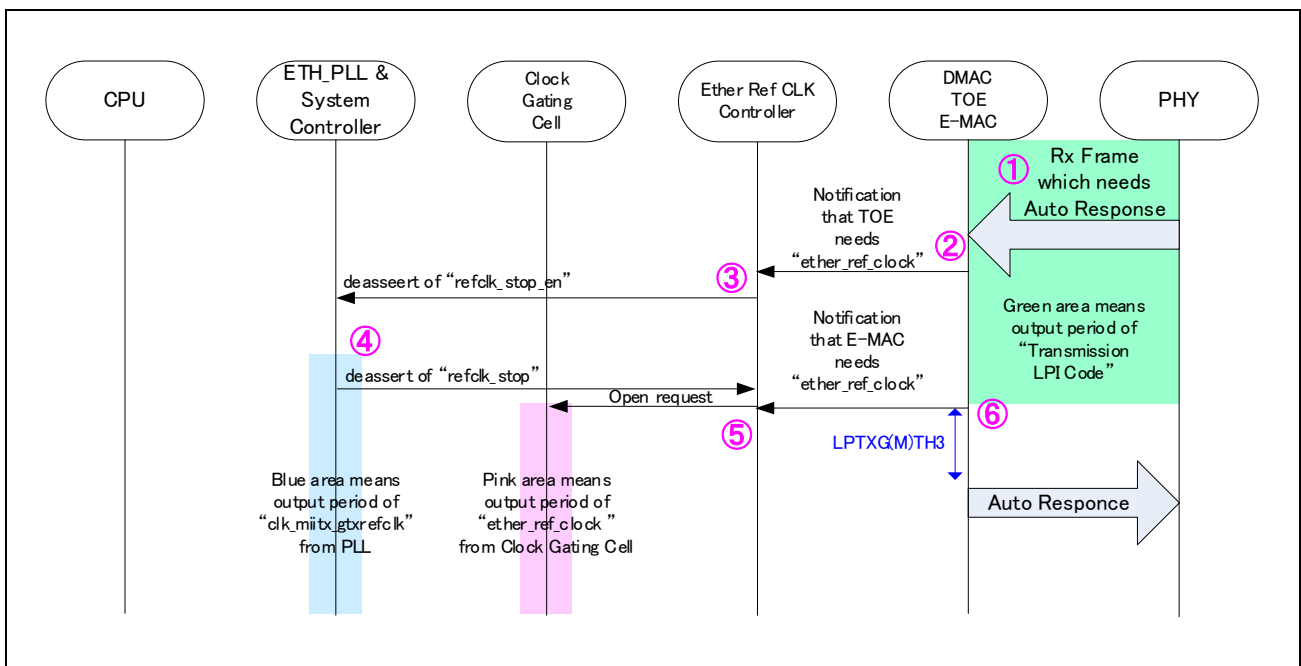 CPU
ETH_PLL &
System
Controller
Clock
Gating
Cell
Ether Ref CLK
Controller
DMAC
TOE
E-MAC
PHY
①
Rx Frame
which needs
Auto Response
Notification
that TOE
needs
“ether_ref_clock”
②
③
deasseert of “refclk_stop_en”
Green area means
output period of
“Transmission
LPI Code”
Notification
that E-MAC
needs
“ether_ref_clock”
④
deassert of “refclk_stop”
Open request
⑤
⑥
LPTXG(M)TH3
Blue area means
output period of
“clk_miitx_gtxrefclk”
from PLL
Pink area means
output period of
“ether_ref_clock”
from Clock Gating Cell
Auto Responce